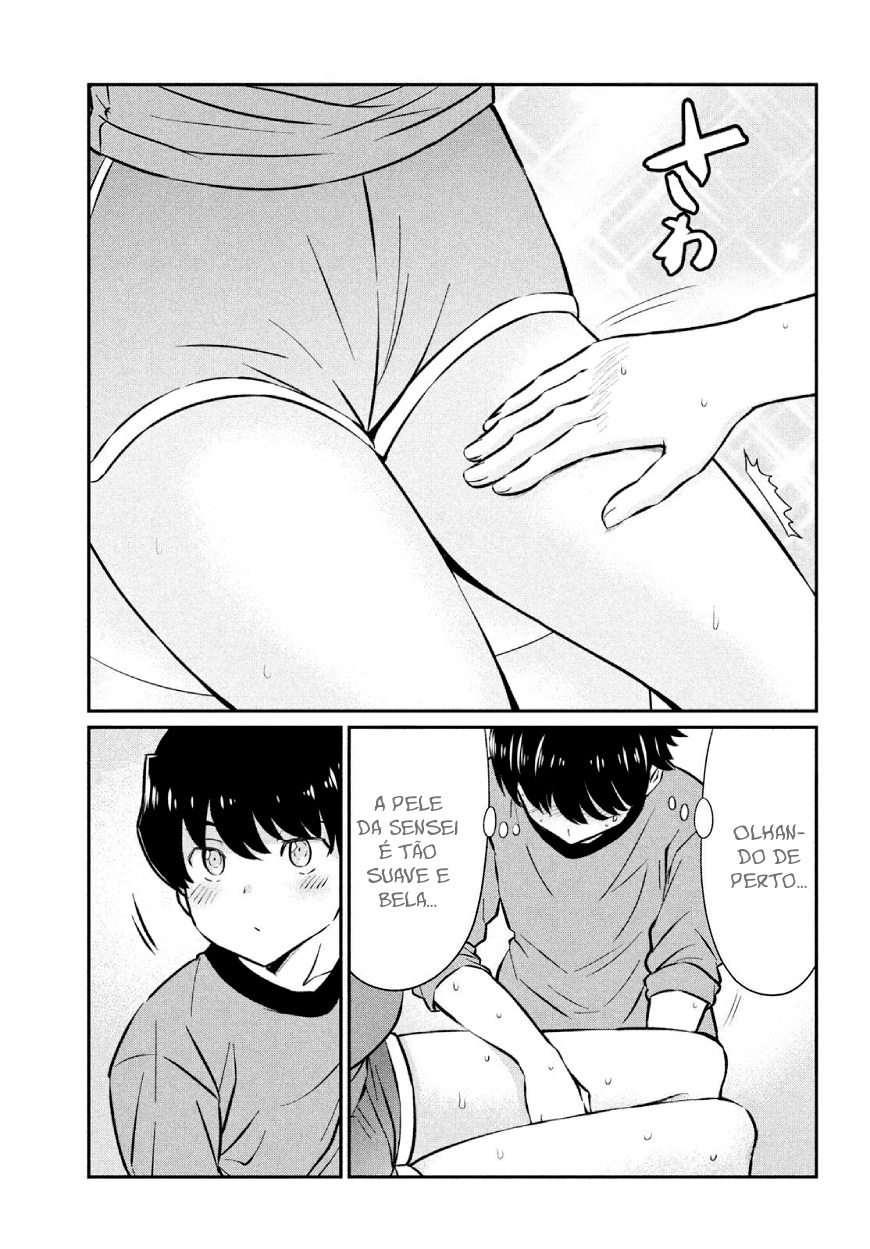 さわ
OLHAN-
DO DE
PERTO...
A PELE
DA SENSEI
É TÃO
SUAVE E
BELA...